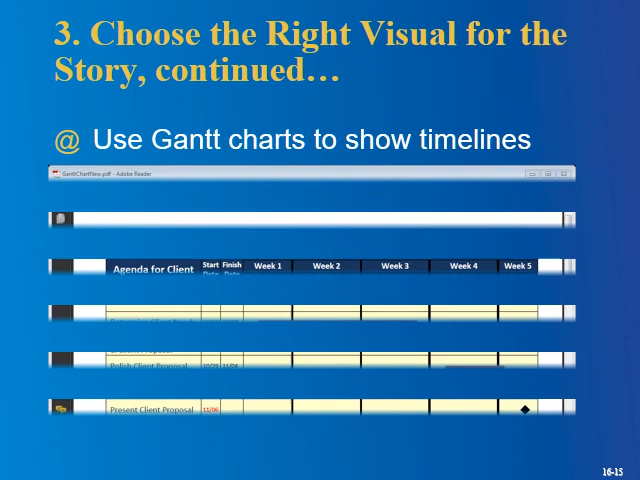 3. Choose the Right Visual for the
Story, continued…
@ Use Gantt charts to show timelines
GanttChartNew.pdf - Adobe Reader
Agenda for Client Start Finish Week 1 Week 2 Week 3 Week 4 Week 5
Date Date
Polish Client Proposal 10/29 11/04
Present Client Proposal 11/06
16-15